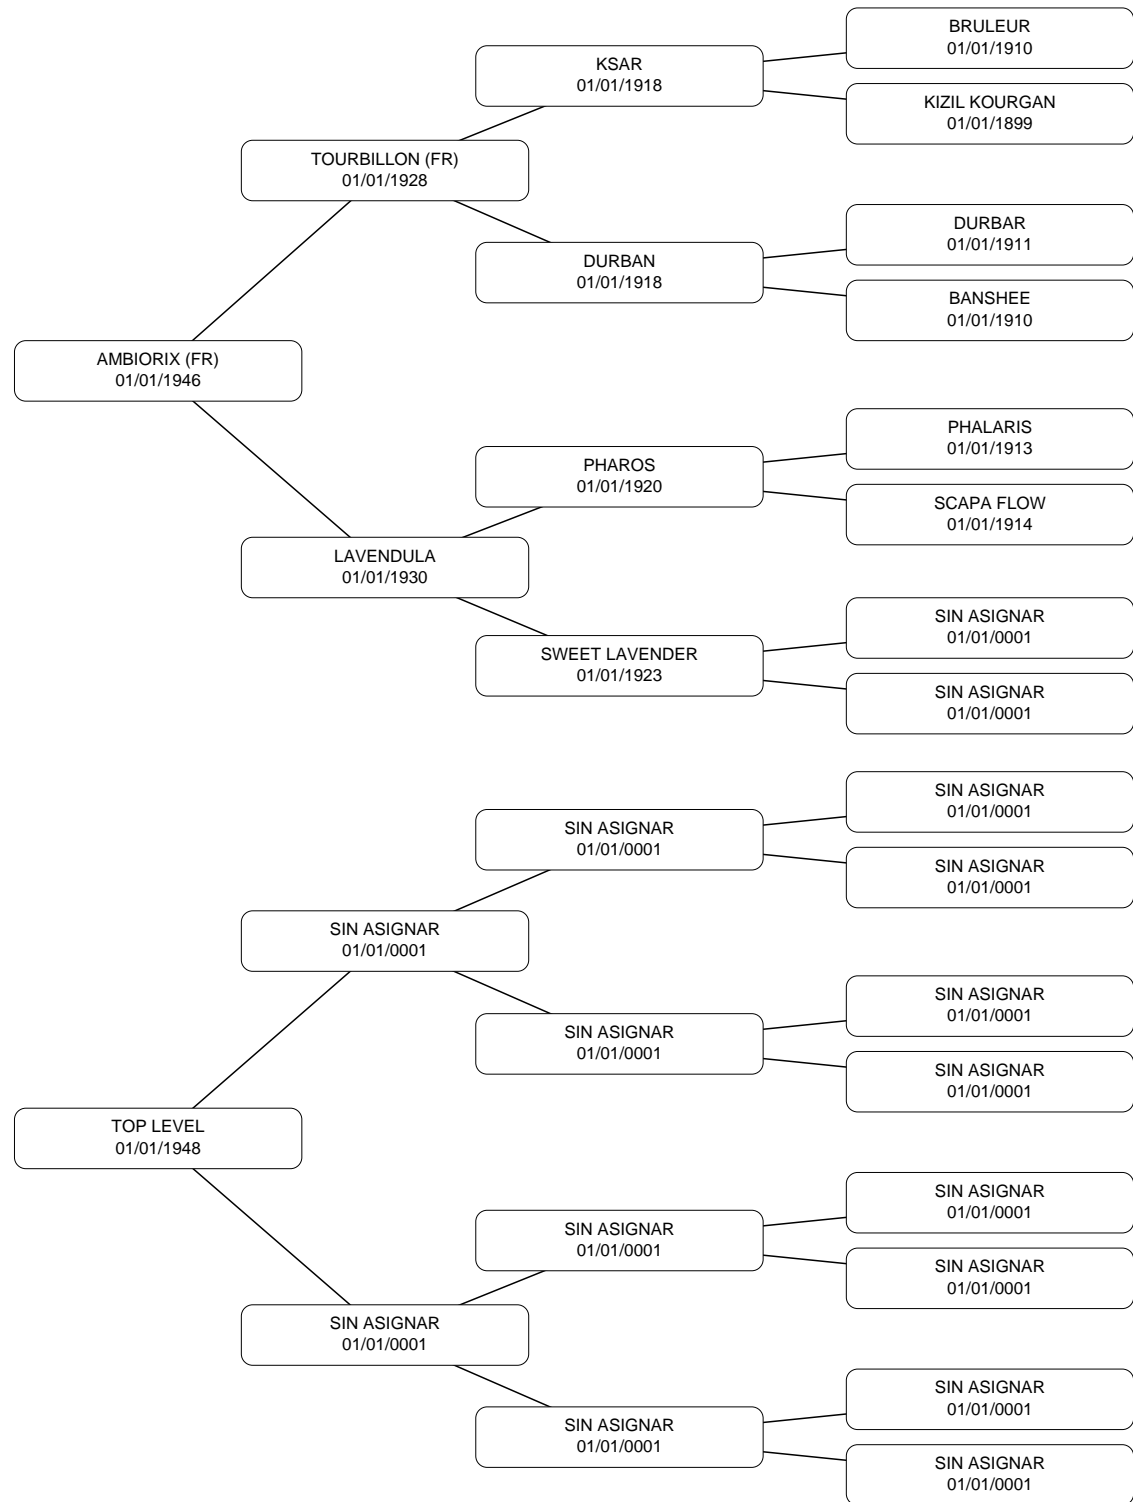 BRULEUR
01/01/1910
KSAR
01/01/1918
KIZIL KOURGAN
01/01/1899
TOURBILLON (FR)
01/01/1928
DURBAR
01/01/1911
DURBAN
01/01/1918
BANSHEE
01/01/1910
AMBIORIX (FR)
01/01/1946
PHALARIS
01/01/1913
PHAROS
01/01/1920
SCAPA FLOW
01/01/1914
LAVENDULA
01/01/1930
SIN ASIGNAR
01/01/0001
SWEET LAVENDER
01/01/1923
SIN ASIGNAR
01/01/0001
SIN ASIGNAR
01/01/0001
SIN ASIGNAR
01/01/0001
SIN ASIGNAR
01/01/0001
SIN ASIGNAR
01/01/0001
SIN ASIGNAR
01/01/0001
SIN ASIGNAR
01/01/0001
SIN ASIGNAR
01/01/0001
TOP LEVEL
01/01/1948
SIN ASIGNAR
01/01/0001
SIN ASIGNAR
01/01/0001
SIN ASIGNAR
01/01/0001
SIN ASIGNAR
01/01/0001
SIN ASIGNAR
01/01/0001
SIN ASIGNAR
01/01/0001
SIN ASIGNAR
01/01/0001